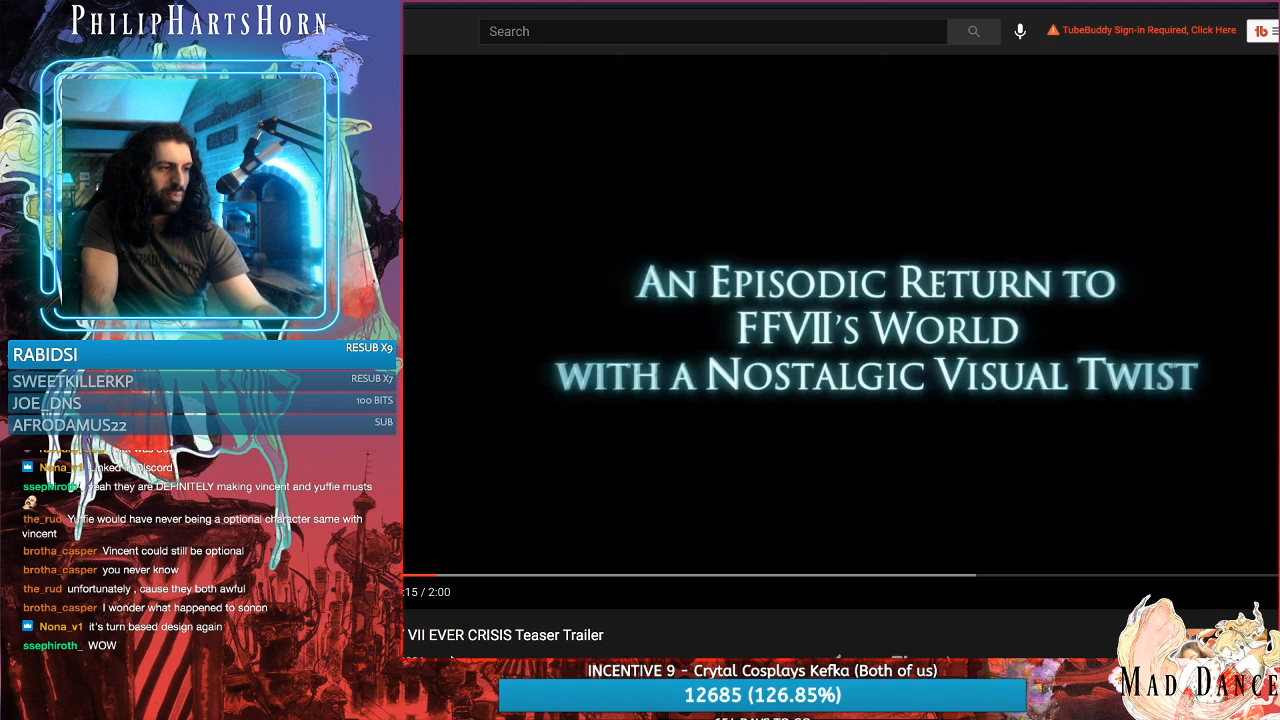 PHILIPHARTSHORN
Search
TubeBuddy Sign-in Required, Click Here
tb
AN EPISODIC RETURN TO
FFVII'S WORLD
WITH A NOSTALGIC VISUAL TWIST
RABIDSI RESUB X9
SWEETKILLERKP RESUB X7
JOE_DNS 100 BITS
AFRODAMUS22 SUB
Nona_v1 Linked in Discord
ssephiroth_ yeah they are DEFINITELY making vincent and yuffie musts
the_rud Yuffie would have never being a optional character same with
vincent
brotha_casper Vincent could still be optional
brotha_casper you never know
the_rud unfortunately , cause they both awful
brotha_casper I wonder what happened to sonon
Nona_v1 it's turn based design again
ssephiroth_ WOW
:15 / 2:00
VII EVER CRISIS Teaser Trailer
INCENTIVE 9 - Crytal Cosplays Kefka (Both of us)
12685 (126.85%)
MAD DANCE